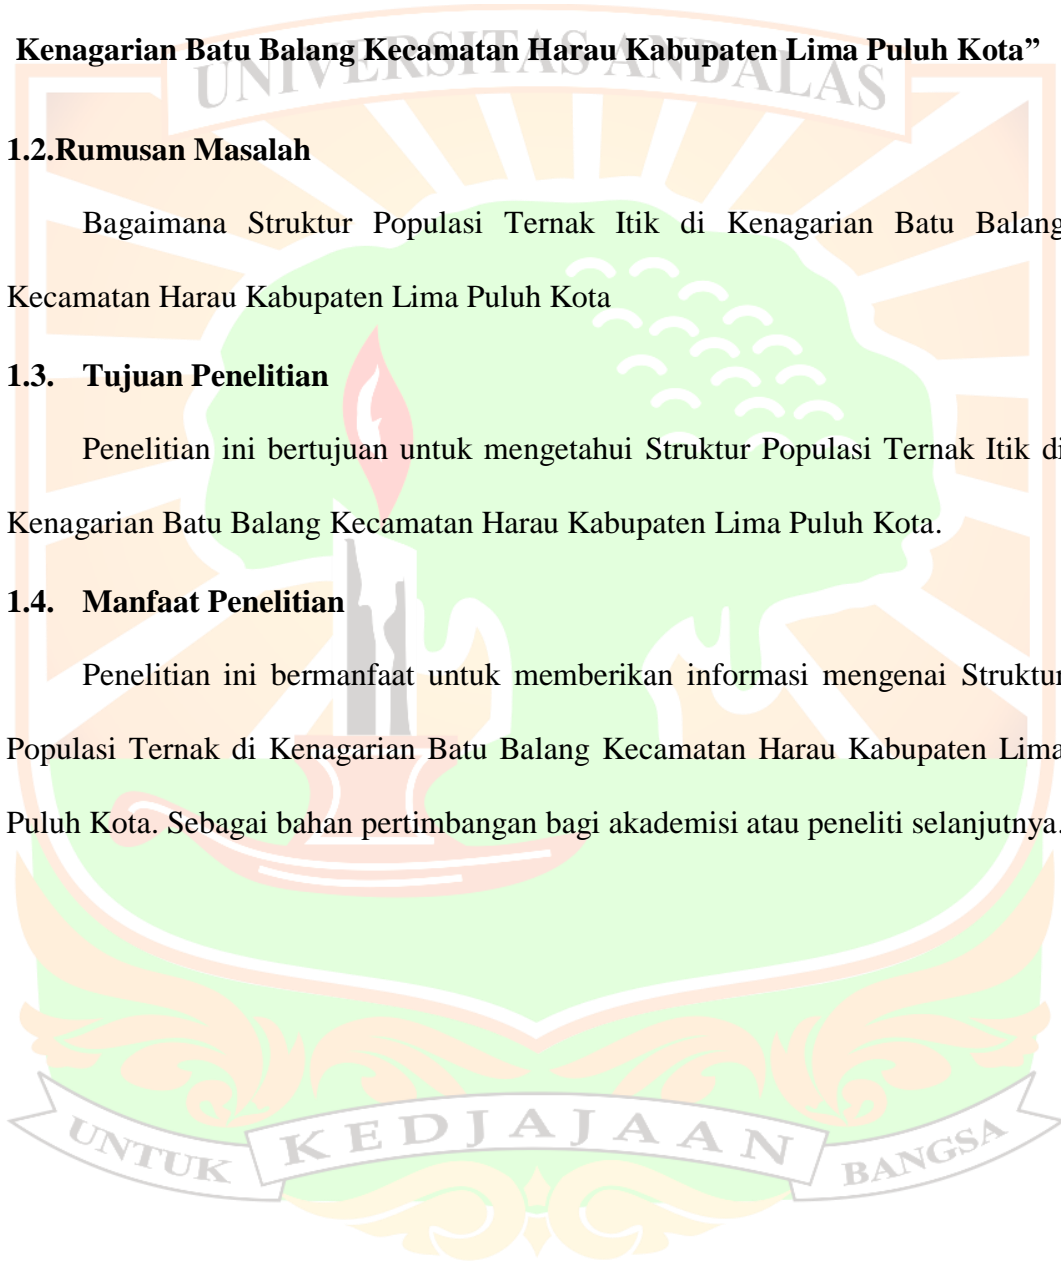 Kenagarian Batu Balang Kecamatan Harau Kabupaten Lima Puluh Kota”
UNIVERSITAS ANDALAS
1.2.Rumusan Masalah
Bagaimana Struktur Populasi Ternak Itik di Kenagarian Batu Balang
Kecamatan Harau Kabupaten Lima Puluh Kota
1.3. Tujuan Penelitian
Penelitian ini bertujuan untuk mengetahui Struktur Populasi Ternak Itik di
Kenagarian Batu Balang Kecamatan Harau Kabupaten Lima Puluh Kota.
1.4. Manfaat Penelitian
Penelitian ini bermanfaat untuk memberikan informasi mengenai Struktur
Populasi Ternak di Kenagarian Batu Balang Kecamatan Harau Kabupaten Lima
Puluh Kota. Sebagai bahan pertimbangan bagi akademisi atau peneliti selanjutnya.
UNTUK KEDJAJAAN BANGSA